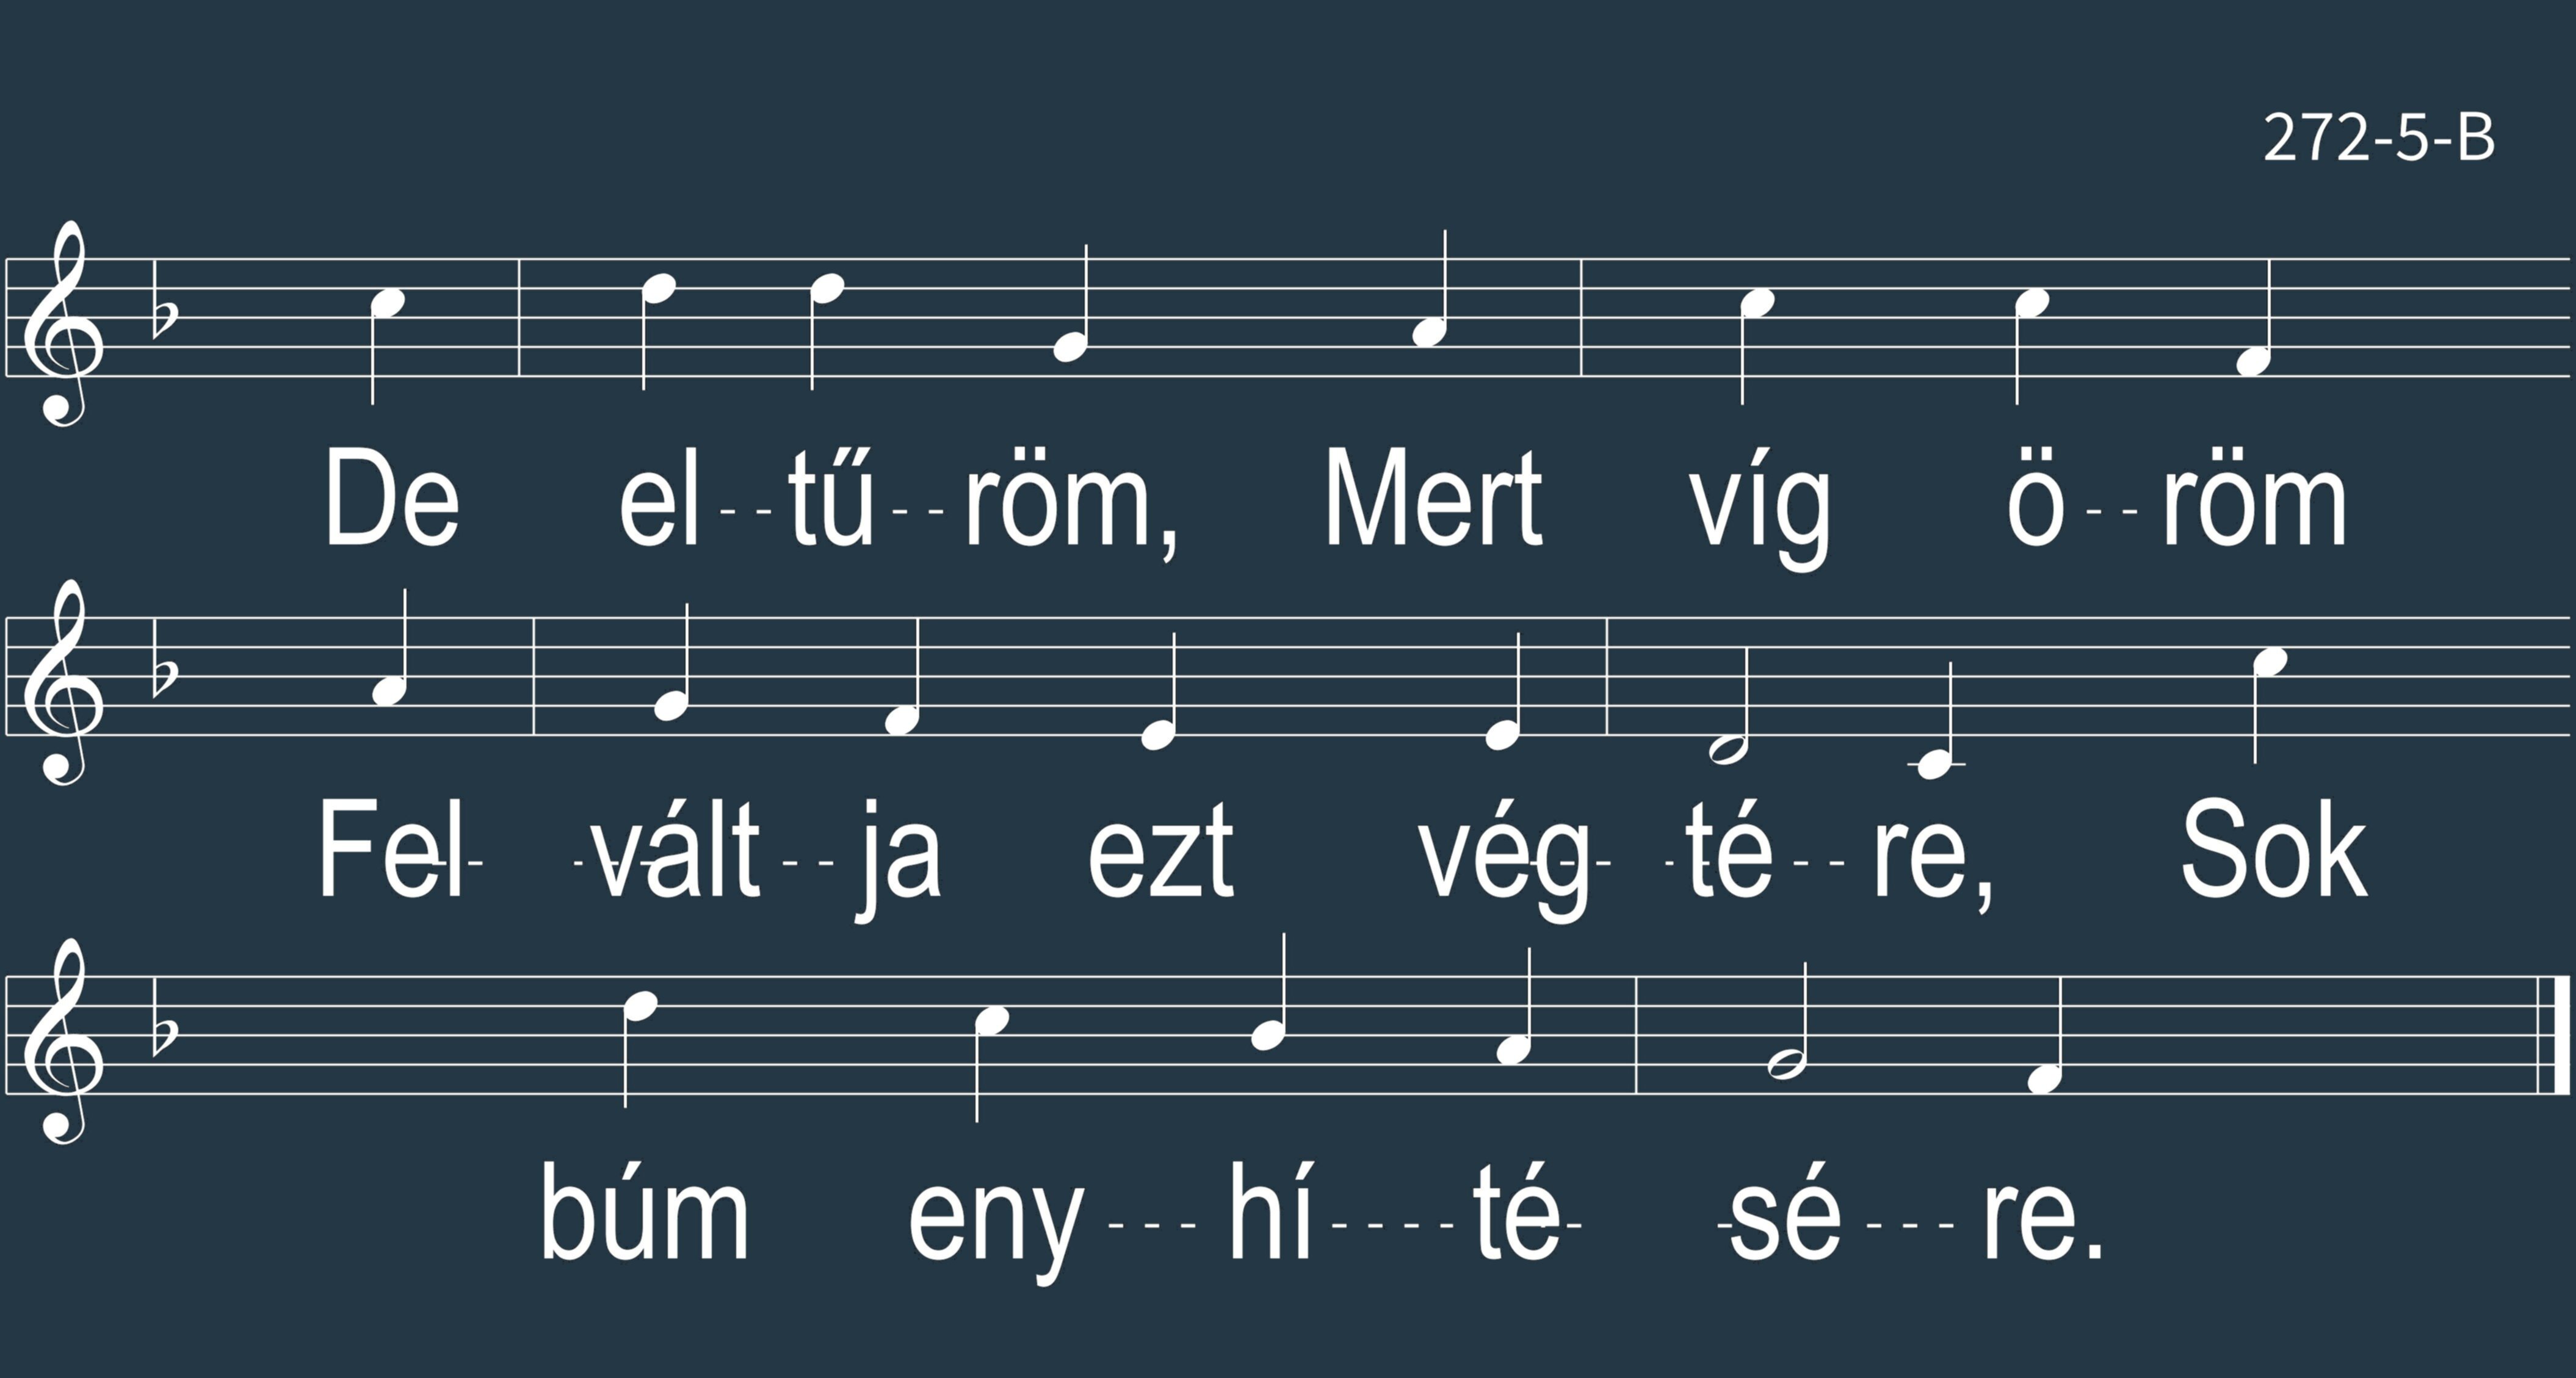 272-5-B
De el--tű--röm, Mert víg ö--röm
Fel- -vált--ja ezt vég- -té--re, Sok
búm eny---hí----té- -sé---re.